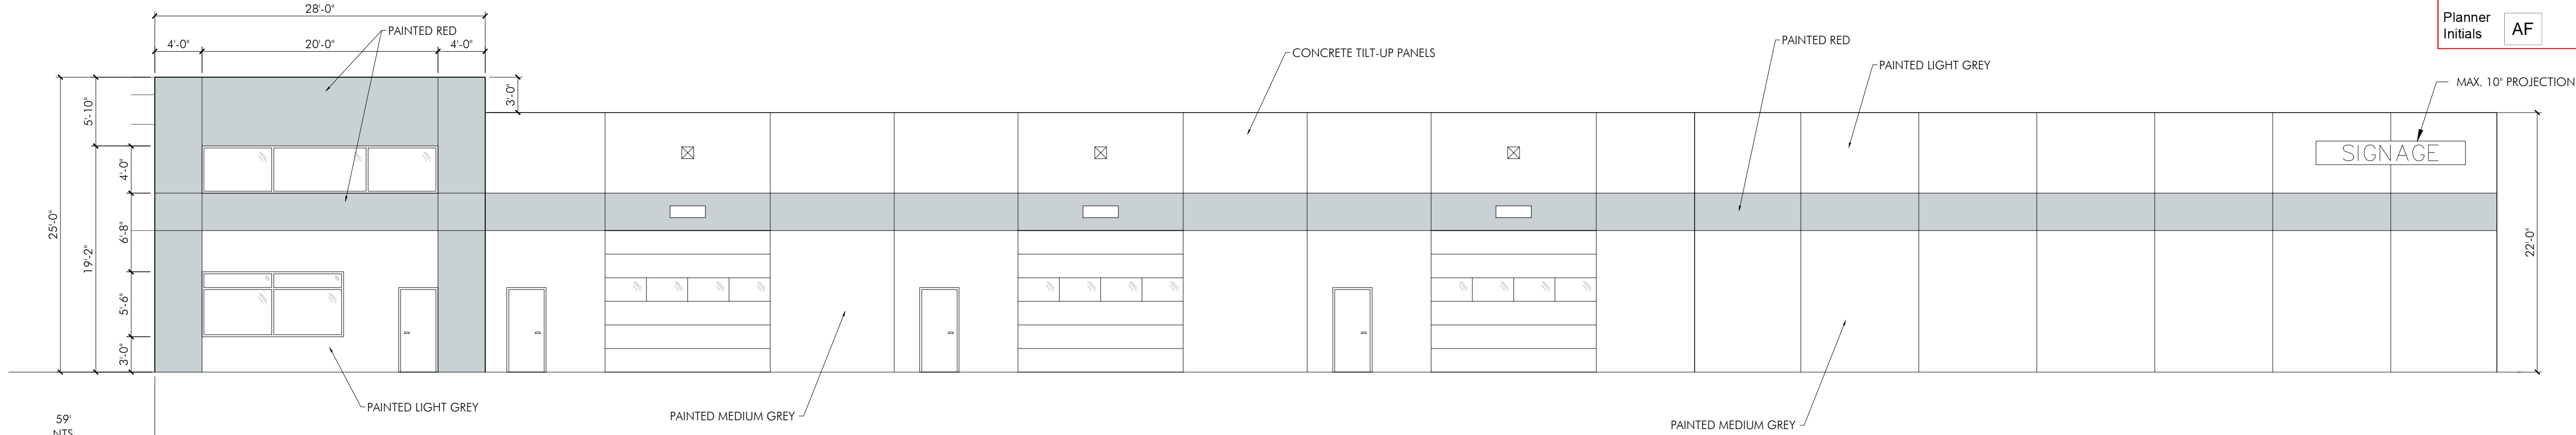 28'-0"
PAINTED RED
4'-0"
20'-0"
4'-0"
Planner
Initials
AF
CONCRETE TILT-UP PANELS
PAINTED RED
PAINTED LIGHT GREY
MAX. 10" PROJECTION
3'-0"
5'-10"
4'-0"
25'-0"
19'-2"
6'-8"
5'-6"
3'-0"
SIGNAGE
22'-0"
PAINTED LIGHT GREY
PAINTED MEDIUM GREY
PAINTED MEDIUM GREY
59'
NTS